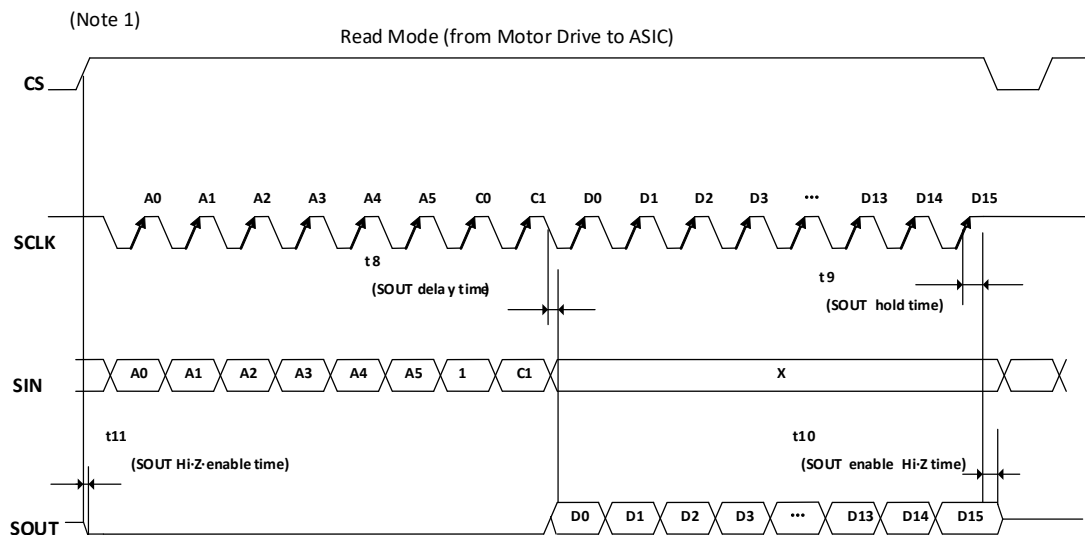 (Note 1)
Read Mode (from Motor Drive to ASIC)
CS
A0 A1 A2 A3 A4 A5 C0 C1 D0 D1 D2 D3 ... D13 D14 D15
SCLK
t8
(SOUT delay time)
t9
(SOUT hold time)
SIN
A0 A1 A2 A3 A4 A5 1 C1 X
t11
(SOUT Hi-Z-enable time)
t10
(SOUT enable Hi-Z time)
SOUT
D0 D1 D2 D3 ... D13 D14 D15